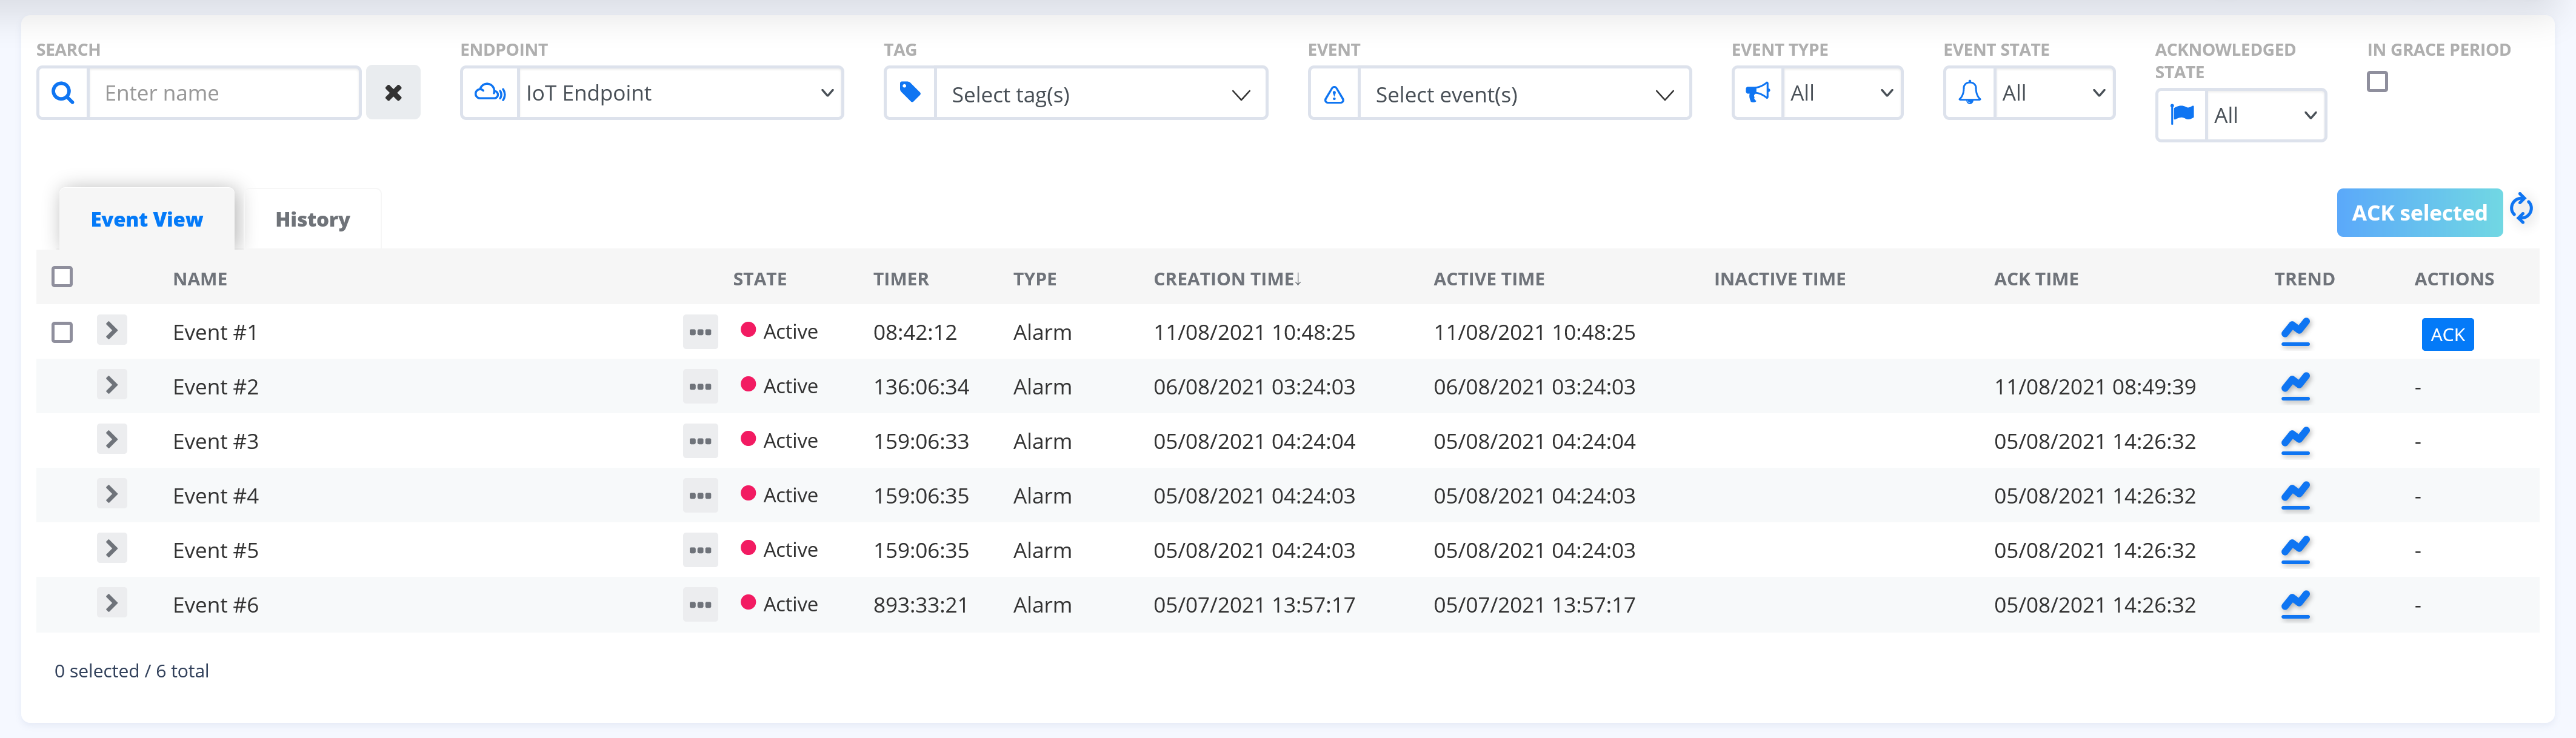 SEARCH ENDPOINT TAG EVENT EVENT TYPE EVENT STATE ACKNOWLEDGED STATE IN GRACE PERIOD
Enter name IoT Endpoint Select tag(s) Select event(s) All All All
Event View History ACK selected
NAME STATE TIMER TYPE CREATION TIME↓ ACTIVE TIME INACTIVE TIME ACK TIME TREND ACTIONS
Event #1 ... Active 08:42:12 Alarm 11/08/2021 10:48:25 11/08/2021 10:48:25 ACK
Event #2 ... Active 136:06:34 Alarm 06/08/2021 03:24:03 06/08/2021 03:24:03 11/08/2021 08:49:39 -
Event #3 ... Active 159:06:33 Alarm 05/08/2021 04:24:04 05/08/2021 04:24:04 05/08/2021 14:26:32 -
Event #4 ... Active 159:06:35 Alarm 05/08/2021 04:24:03 05/08/2021 04:24:03 05/08/2021 14:26:32 -
Event #5 ... Active 159:06:35 Alarm 05/08/2021 04:24:03 05/08/2021 04:24:03 05/08/2021 14:26:32 -
Event #6 ... Active 893:33:21 Alarm 05/07/2021 13:57:17 05/07/2021 13:57:17 05/08/2021 14:26:32 -
0 selected / 6 total